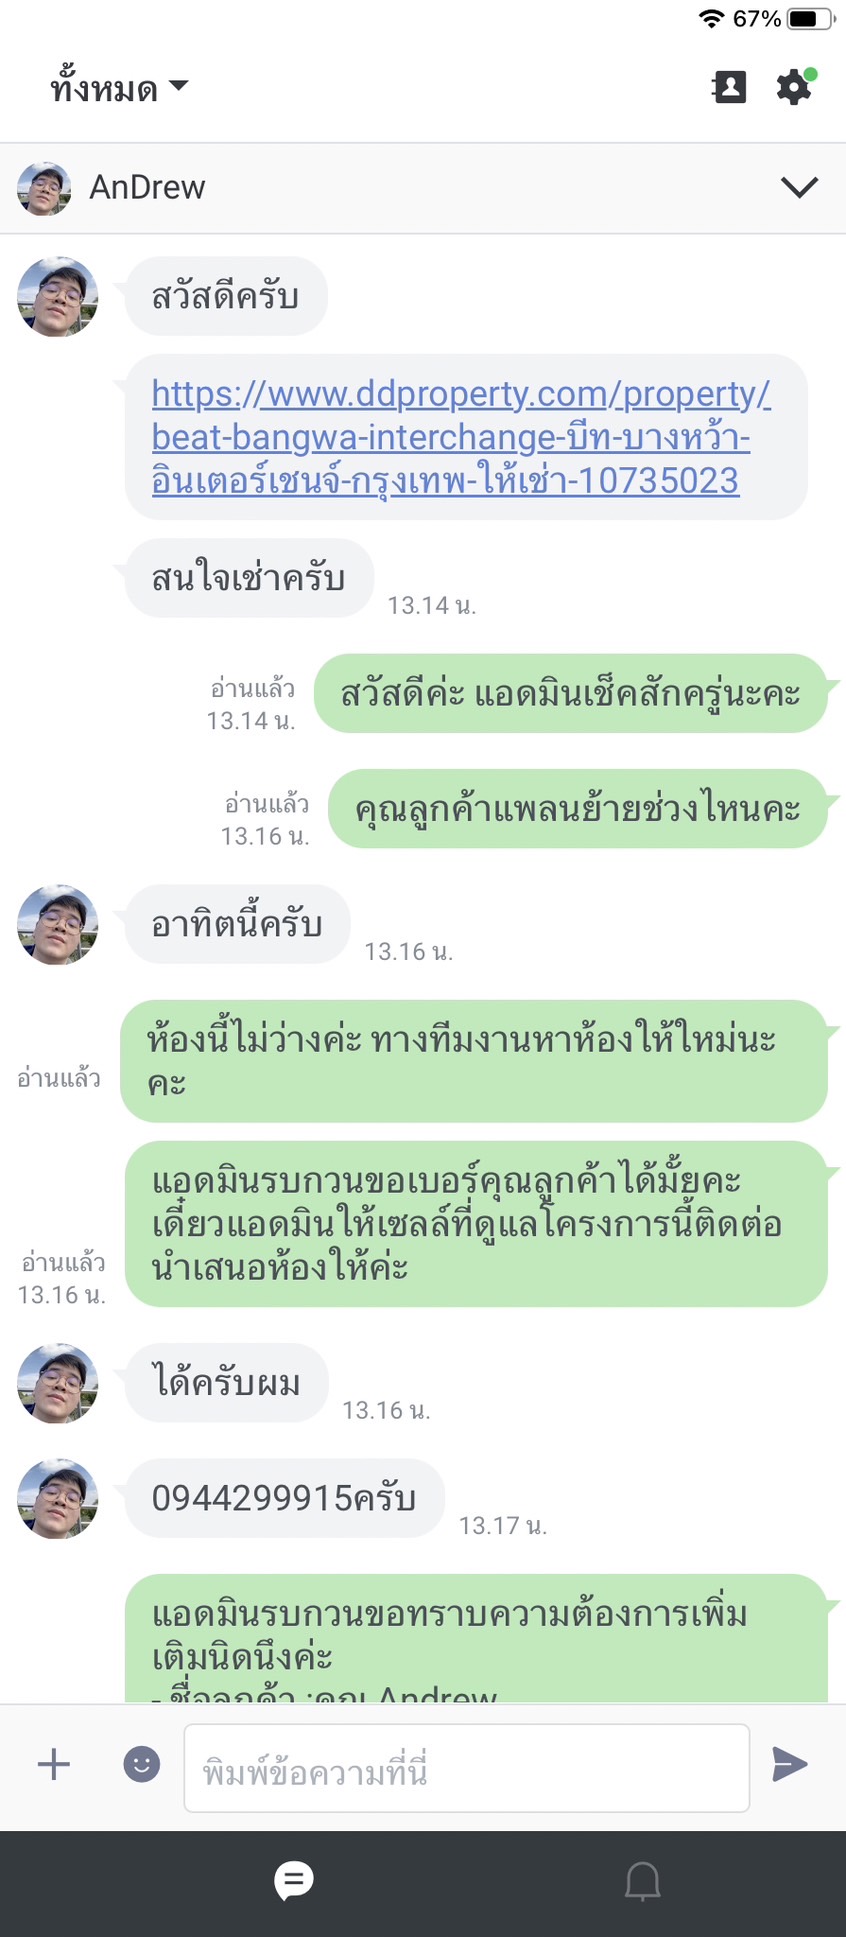 67%
ทั้งหมด
AnDrew
สวัสดีครับ
https://www.ddproperty.com/property/
beat-bangwa-interchange-บีท-บางหว้า-
อินเตอร์เชนจ์-กรุงเทพ-ให้เช่า-10735023
สนใจเช่าครับ
13.14 น.
อ่านแล้ว
13.14 น.
สวัสดีค่ะ แอดมินเช็คสักครู่นะคะ
อ่านแล้ว
13.16 น.
คุณลูกค้าแพลนย้ายช่วงไหนคะ
อาทิตนี้ครับ
13.16 น.
ห้องนี้ไม่ว่างค่ะ ทางทีมงานหาห้องให้ใหม่นะ
คะ
อ่านแล้ว
แอดมินรบกวนขอเบอร์คุณลูกค้าได้มั้ยคะ
เดี๋ยวแอดมินให้เซลล์ที่ดูแลโครงการนี้ติดต่อ
นำเสนอห้องให้ค่ะ
อ่านแล้ว
13.16 น.
ได้ครับผม
13.16 น.
0944299915ครับ
13.17 น.
แอดมินรบกวนขอทราบความต้องการเพิ่ม
เติมนิดนึงค่ะ
- ชื่อลูกค้า :คุณ Andrew
พิมพ์ข้อความที่นี่